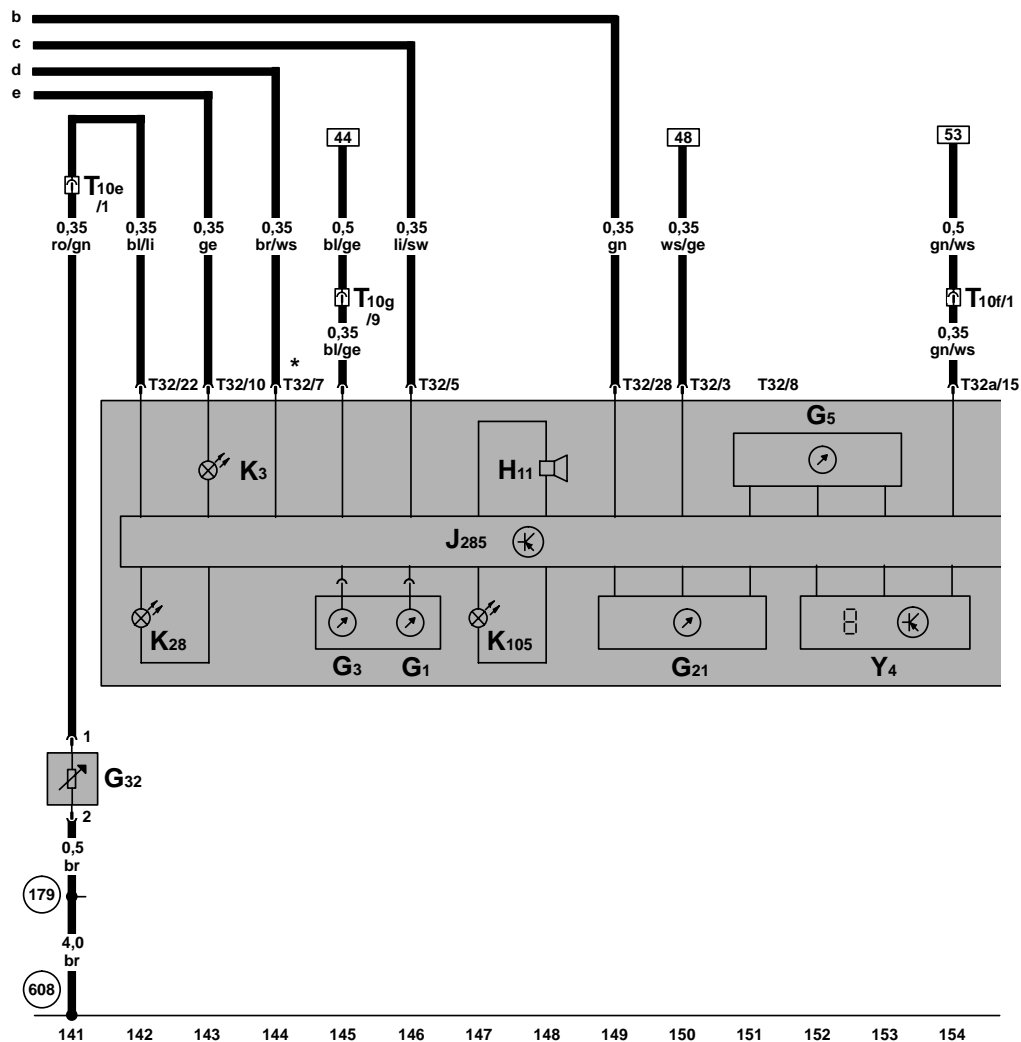 b
c
d
e
44
48
53
T10e
/1
0,35 0,35 0,35 0,35 0,5 0,35 0,35 0,35 0,5
ro/gn bl/li ge br/ws bl/ge li/sw gn ws/ge gn/ws
T10g
/9
T10f/1
0,35
bl/ge
0,35
gn/ws
*
T32/22 T32/10 T32/7 T32/5 T32/28 T32/3 T32/8 T32a/15
G5
K3
H11
J285
K28
G3
G1
K105
G21
Y4
1
G32
2
0,5
br
179
4,0
br
608
141 142 143 144 145 146 147 148 149 150 151 152 153 154